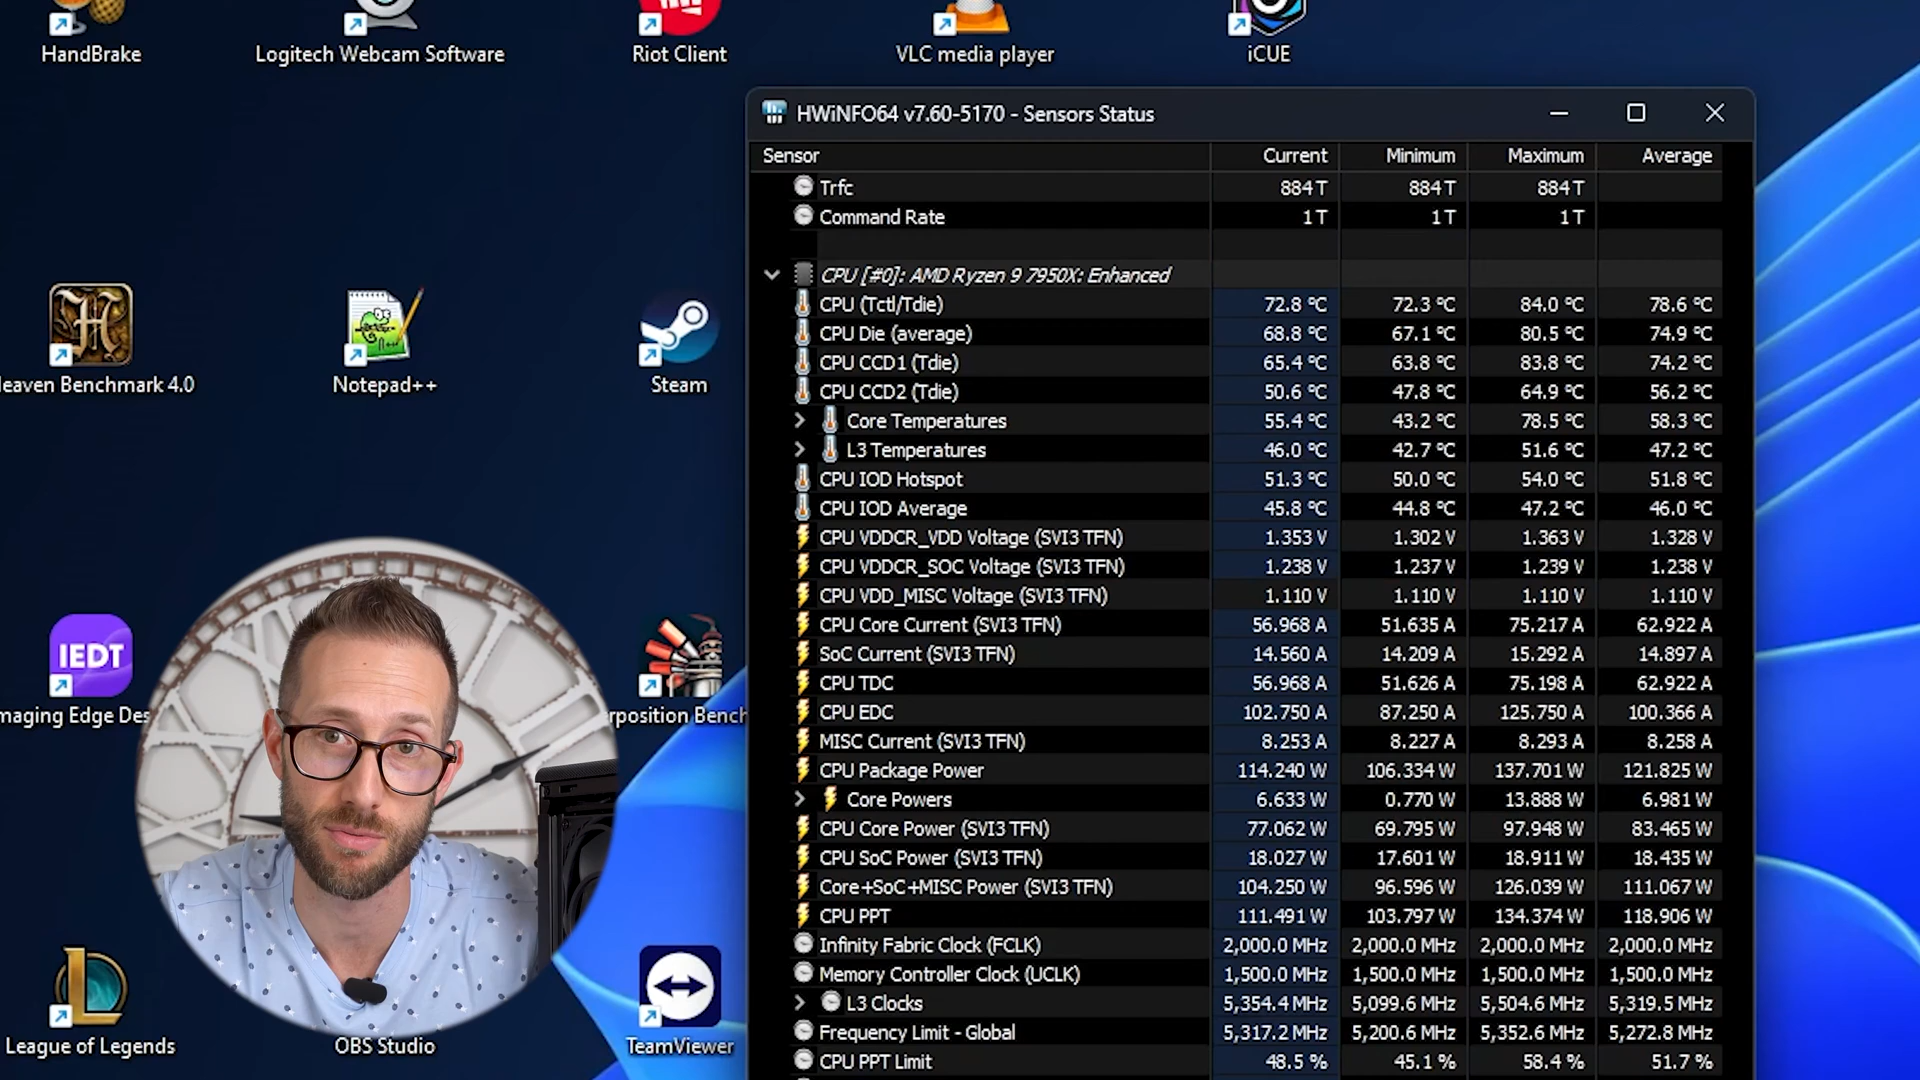 HandBrake
Logitech Webcam Software
Riot Client
VLC media player
iCUE
HWiNFO64 v7.60-5170 - Sensors Status
Sensor Current Minimum Maximum Average
Trfc 884 T 884 T 884 T
Command Rate 1 T 1 T 1 T
CPU [#0]: AMD Ryzen 9 7950X: Enhanced
CPU (Tctl/Tdie) 72.8 °C 72.3 °C 84.0 °C 78.6 °C
CPU Die (average) 68.8 °C 67.1 °C 80.5 °C 74.9 °C
CPU CCD1 (Tdie) 65.4 °C 63.8 °C 83.8 °C 74.2 °C
CPU CCD2 (Tdie) 50.6 °C 47.8 °C 64.9 °C 56.2 °C
Core Temperatures 55.4 °C 43.2 °C 78.5 °C 58.3 °C
L3 Temperatures 46.0 °C 42.7 °C 51.6 °C 47.2 °C
CPU IOD Hotspot 51.3 °C 50.0 °C 54.0 °C 51.8 °C
CPU IOD Average 45.8 °C 44.8 °C 47.2 °C 46.0 °C
CPU VDDCR_VDD Voltage (SVI3 TFN) 1.353 V 1.302 V 1.363 V 1.328 V
CPU VDDCR_SOC Voltage (SVI3 TFN) 1.238 V 1.237 V 1.239 V 1.238 V
CPU VDD_MISC Voltage (SVI3 TFN) 1.110 V 1.110 V 1.110 V 1.110 V
CPU Core Current (SVI3 TFN) 56.968 A 51.635 A 75.217 A 62.922 A
SoC Current (SVI3 TFN) 14.560 A 14.209 A 15.292 A 14.897 A
CPU TDC 56.968 A 51.626 A 75.198 A 62.922 A
CPU EDC 102.750 A 87.250 A 125.750 A 100.366 A
MISC Current (SVI3 TFN) 8.253 A 8.227 A 8.293 A 8.258 A
CPU Package Power 114.240 W 106.334 W 137.701 W 121.825 W
Core Powers 6.633 W 0.770 W 13.888 W 6.981 W
CPU Core Power (SVI3 TFN) 77.062 W 69.795 W 97.948 W 83.465 W
CPU SoC Power (SVI3 TFN) 18.027 W 17.601 W 18.911 W 18.435 W
Core+SoC+MISC Power (SVI3 TFN) 104.250 W 96.596 W 126.039 W 111.067 W
CPU PPT 111.491 W 103.797 W 134.374 W 118.906 W
Infinity Fabric Clock (FCLK) 2,000.0 MHz 2,000.0 MHz 2,000.0 MHz 2,000.0 MHz
Memory Controller Clock (UCLK) 1,500.0 MHz 1,500.0 MHz 1,500.0 MHz 1,500.0 MHz
L3 Clocks 5,354.4 MHz 5,099.6 MHz 5,504.6 MHz 5,319.5 MHz
Frequency Limit - Global 5,317.2 MHz 5,200.6 MHz 5,352.6 MHz 5,272.8 MHz
CPU PPT Limit 48.5 % 45.1 % 58.4 % 51.7 %
eaven Benchmark 4.0
Notepad++
Steam
IEDT
maging Edge Des
rposition Bench
League of Legends
OBS Studio
TeamViewer